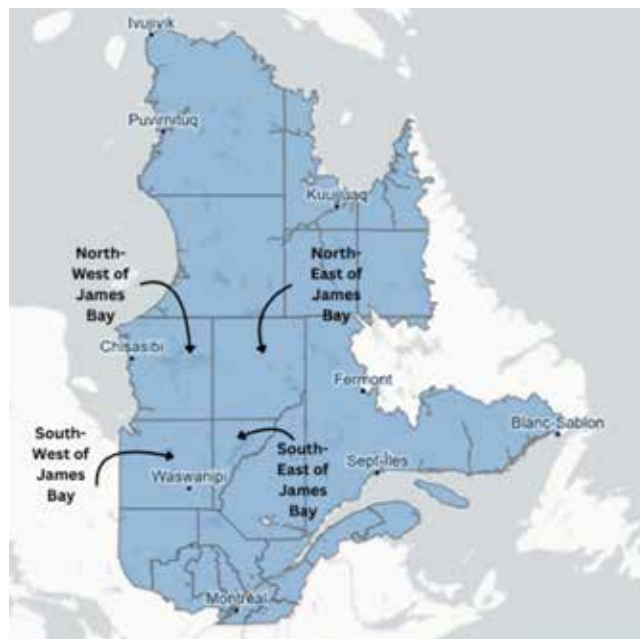 Ivujivik
Puvirnituq
Kuujjuaq
North-
West of
James
Bay
North-
East of
James
Bay
Chisasibi
Fermont
Blanc-Sablon
South-
West of
James
Bay
Waswanipi
South-
East of
James
Bay
Sept-Îles
Montréal